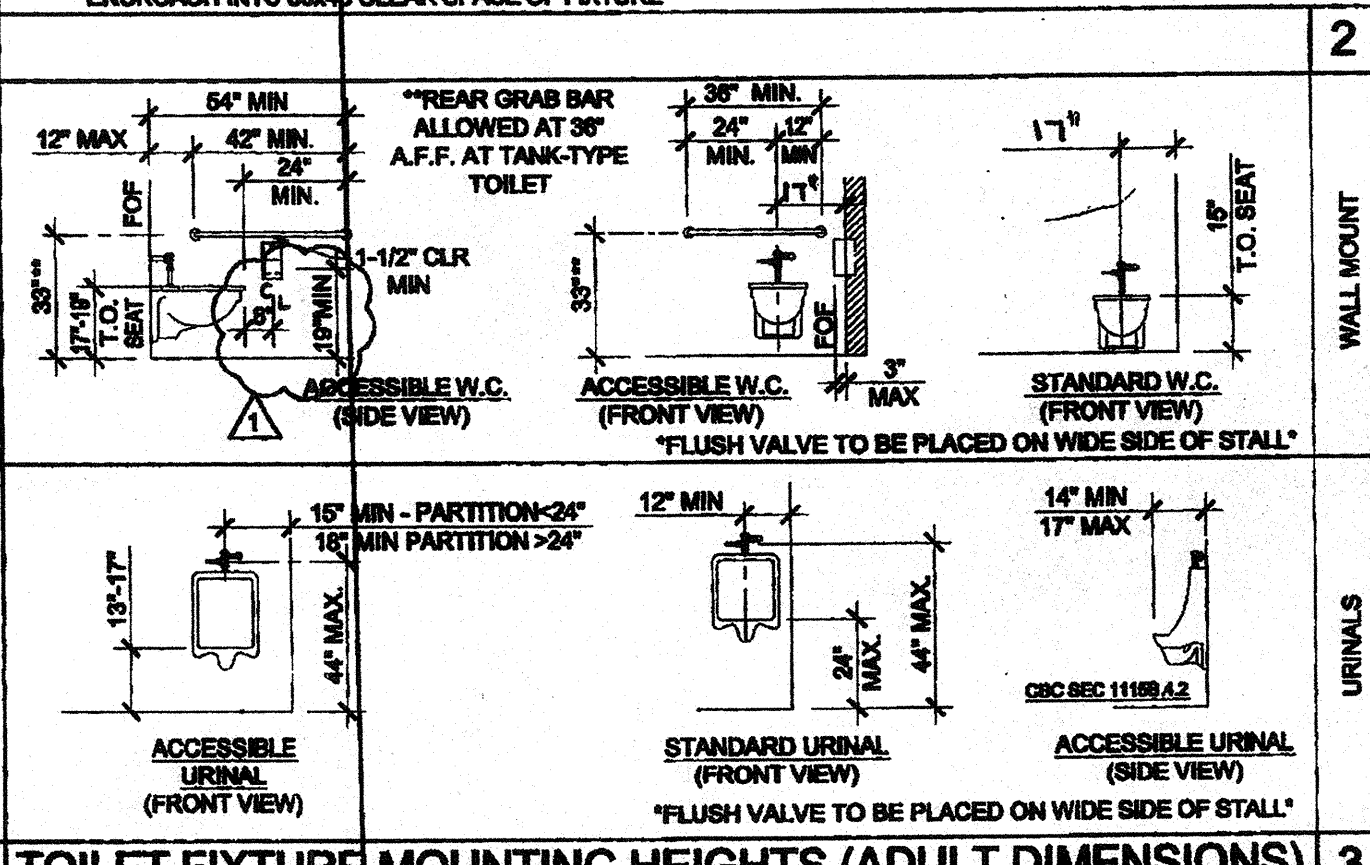 2
54" MIN
12" MAX
42" MIN.
24"
MIN.
**REAR GRAB BAR
ALLOWED AT 36"
A.F.F. AT TANK-TYPE
TOILET
FOF
33"**
17"-19"
T.O.
SEAT
1-1/2" CLR
MIN
CL
8"
19"MIN
1
ACCESSIBLE W.C.
(SIDE VIEW)
36" MIN.
24"
MIN.
12"
MIN
17"
33"**
FOF
3"
MAX
ACCESSIBLE W.C.
(FRONT VIEW)
17"
15"
T.O. SEAT
STANDARD W.C.
(FRONT VIEW)
*FLUSH VALVE TO BE PLACED ON WIDE SIDE OF STALL*
WALL MOUNT
15" MIN - PARTITION<24"
18" MIN PARTITION >24"
13"-17"
44" MAX.
ACCESSIBLE
URINAL
(FRONT VIEW)
12" MIN
24"
MAX.
44" MAX.
STANDARD URINAL
(FRONT VIEW)
14" MIN
17" MAX
CBC SEC 1115B.4.2
ACCESSIBLE URINAL
(SIDE VIEW)
*FLUSH VALVE TO BE PLACED ON WIDE SIDE OF STALL*
URINALS
TOILET FIXTURE MOUNTING HEIGHTS (ADULT DIMENSIONS)